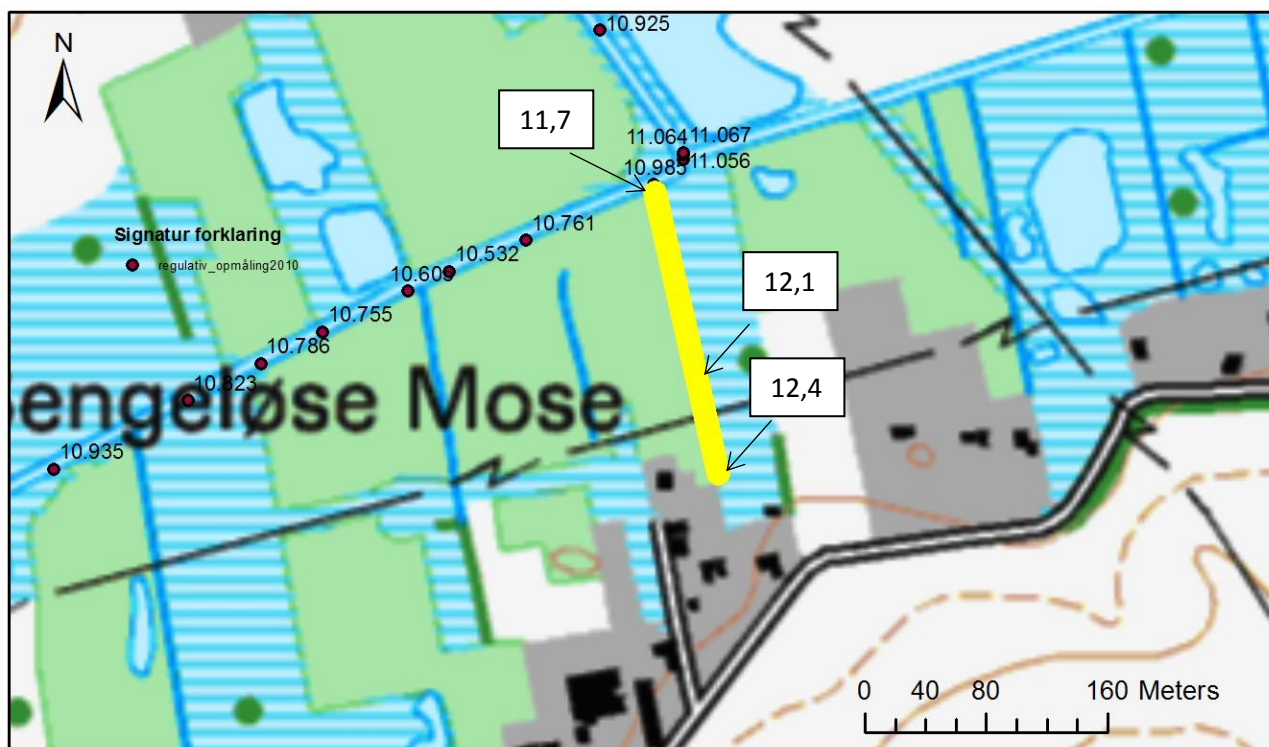 10.925
N
11,7
11.064 11.067
11.056
10.985
Signatur forklaring
10.761
regulativ_opmåling2010
10.532
12,1
10.605
10.755
10.786
12,4
10.823
engeløse Mose
10.935
0 40 80 160 Meters